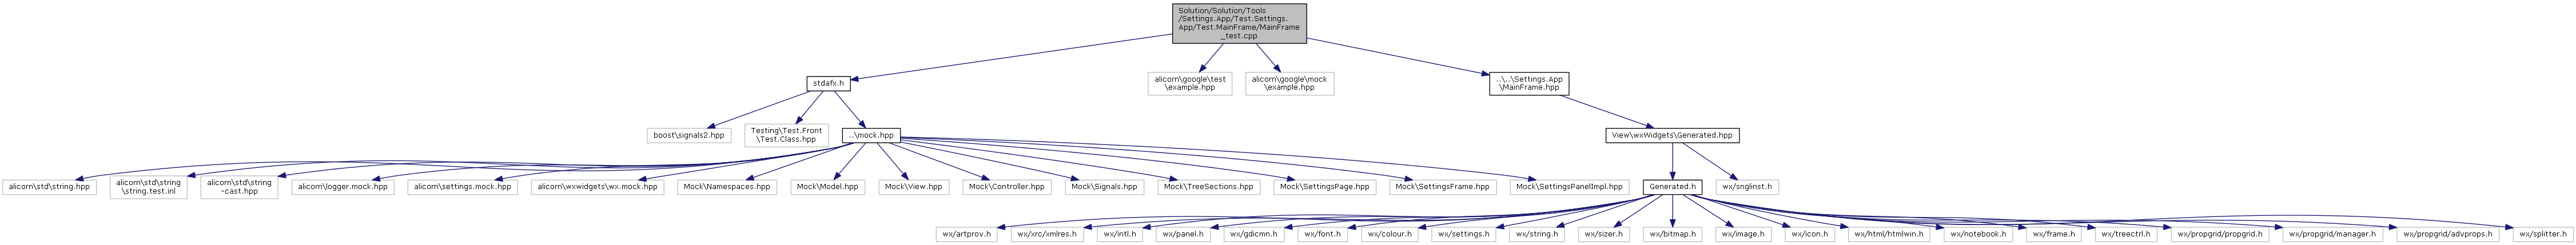 Solution/Solution/Tools
/Settings.App/Test.Settings.
App/Test.MainFrame/MainFrame
_test.cpp
stdafx.h
alicorn\google\test
\example.hpp
alicorn\google\mock
\example.hpp
..\..\Settings.App
\MainFrame.hpp
boost\signals2.hpp
Testing\Test.Front
\Test.Class.hpp
..\mock.hpp
View\wxWidgets\Generated.hpp
alicorn\std\string.hpp
alicorn\std\string
\string.test.inl
alicorn\std\string
-cast.hpp
alicorn\logger.mock.hpp
alicorn\settings.mock.hpp
alicorn\wxwidgets\wx.mock.hpp
Mock\Namespaces.hpp
Mock\Model.hpp
Mock\View.hpp
Mock\Controller.hpp
Mock\Signals.hpp
Mock\TreeSections.hpp
Mock\SettingsPage.hpp
Mock\SettingsFrame.hpp
Mock\SettingsPanelImpl.hpp
Generated.h
wx/snglinst.h
wx/artprov.h
wx/xrc/xmlres.h
wx/intl.h
wx/panel.h
wx/gdicmn.h
wx/font.h
wx/colour.h
wx/settings.h
wx/string.h
wx/sizer.h
wx/bitmap.h
wx/image.h
wx/icon.h
wx/html/htmlwin.h
wx/notebook.h
wx/frame.h
wx/treectrl.h
wx/propgrid/propgrid.h
wx/propgrid/manager.h
wx/propgrid/advprops.h
wx/splitter.h